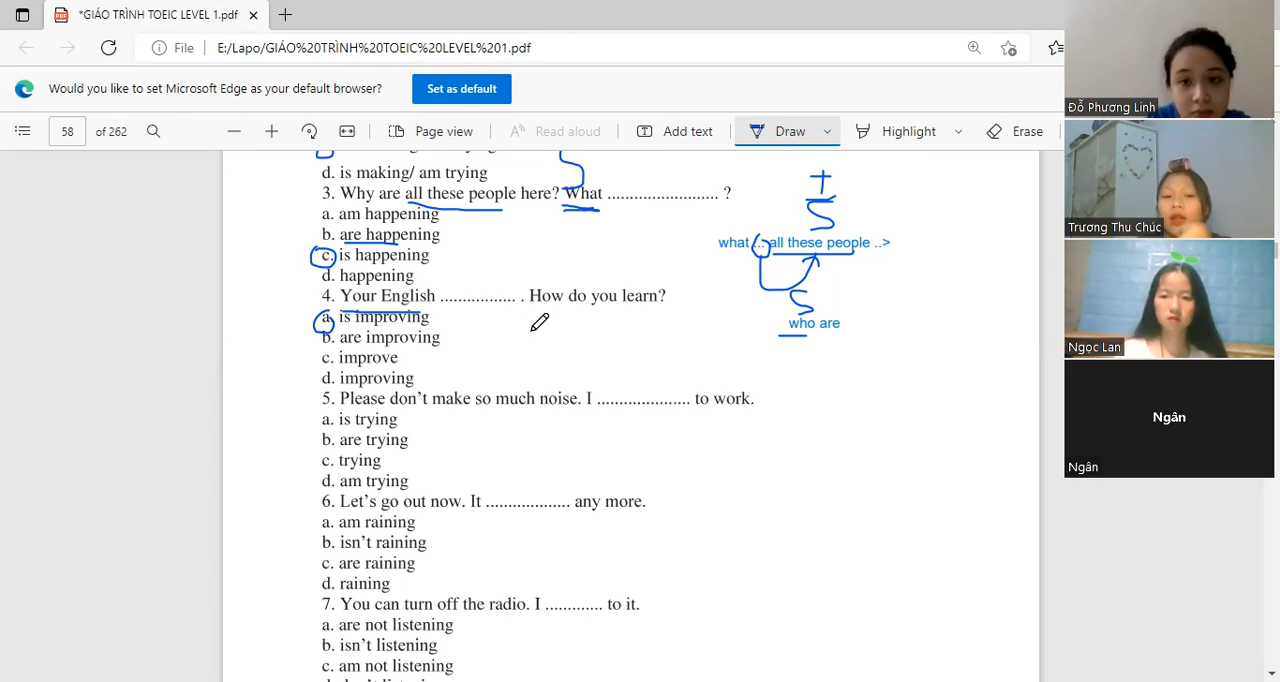 *GIÁO TRÌNH TOEIC LEVEL 1.pdf
File
E:/Lapo/GIÁO%20TRÌNH%20TOEIC%20LEVEL%201.pdf
Would you like to set Microsoft Edge as your default browser?
Set as default
58
of 262
Page view
Read aloud
Add text
Draw
Highlight
Erase
d. is making/ am trying
3. Why are all these people here? What ........................ ?
a. am happening
b. are happening
c. is happening
d. happening
4. Your English ................. . How do you learn?
a. is improving
b. are improving
c. improve
d. improving
5. Please don't make so much noise. I ..................... to work.
a. is trying
b. are trying
c. trying
d. am trying
6. Let's go out now. It ................... any more.
a. am raining
b. isn't raining
c. are raining
d. raining
7. You can turn off the radio. I ............. to it.
a. are not listening
b. isn't listening
c. am not listening
S
+
S
what ... all these people ..>
S
who are
Đỗ Phương Linh
Trương Thu Chúc
Ngọc Lan
Ngân
Ngân